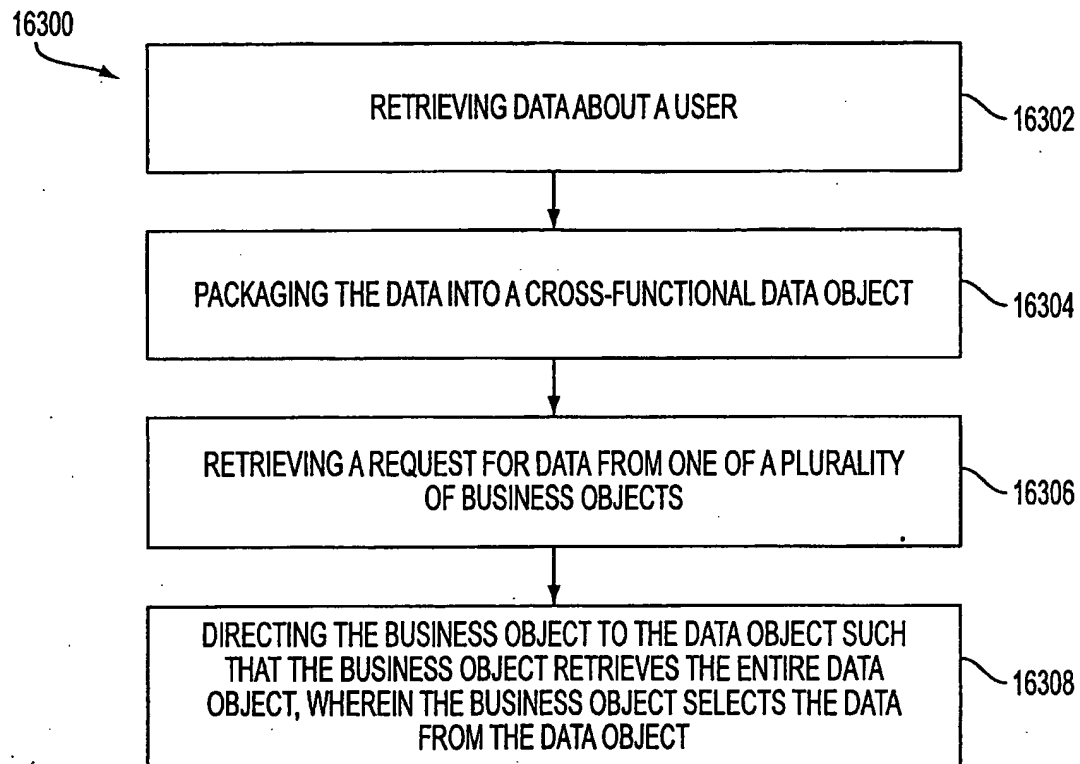 16300
RETRIEVING DATA ABOUT A USER
16302
PACKAGING THE DATA INTO A CROSS-FUNCTIONAL DATA OBJECT
16304
RETRIEVING A REQUEST FOR DATA FROM ONE OF A PLURALITY
OF BUSINESS OBJECTS
16306
DIRECTING THE BUSINESS OBJECT TO THE DATA OBJECT SUCH
THAT THE BUSINESS OBJECT RETRIEVES THE ENTIRE DATA
OBJECT, WHEREIN THE BUSINESS OBJECT SELECTS THE DATA
FROM THE DATA OBJECT
16308